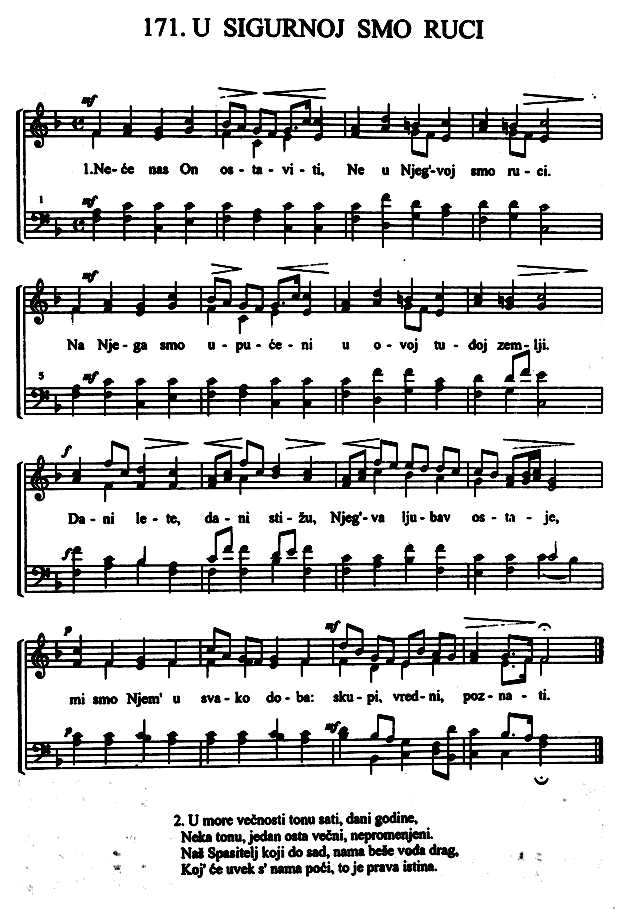 171. U SIGURNOJ SMO RUCI
mf
1.Ne-će nas On os-ta-vi-ti, Ne u Njeg'-voj smo ru-ci.
1
mf
mf
Na Nje-ga smo u-pu-će-ni u o-voj tu-đoj zem-lji.
5
mf
f
Da-ni le-te, da-ni sti-žu, Njeg'-va lju-bav os-ta-je,
f
p
mf
mi smo Njem' u sva-ko do-ba: sku-pi, vred-ni, poz-na-ti.
p
mf
2. U more večnosti tonu sati, dani godine,
Neka tonu, jedan osta večni, nepromenjeni.
Naš Spasitelj koji do sad, nama beše vođa drag,
Koj' će uvek s' nama poći, to je prava istina.